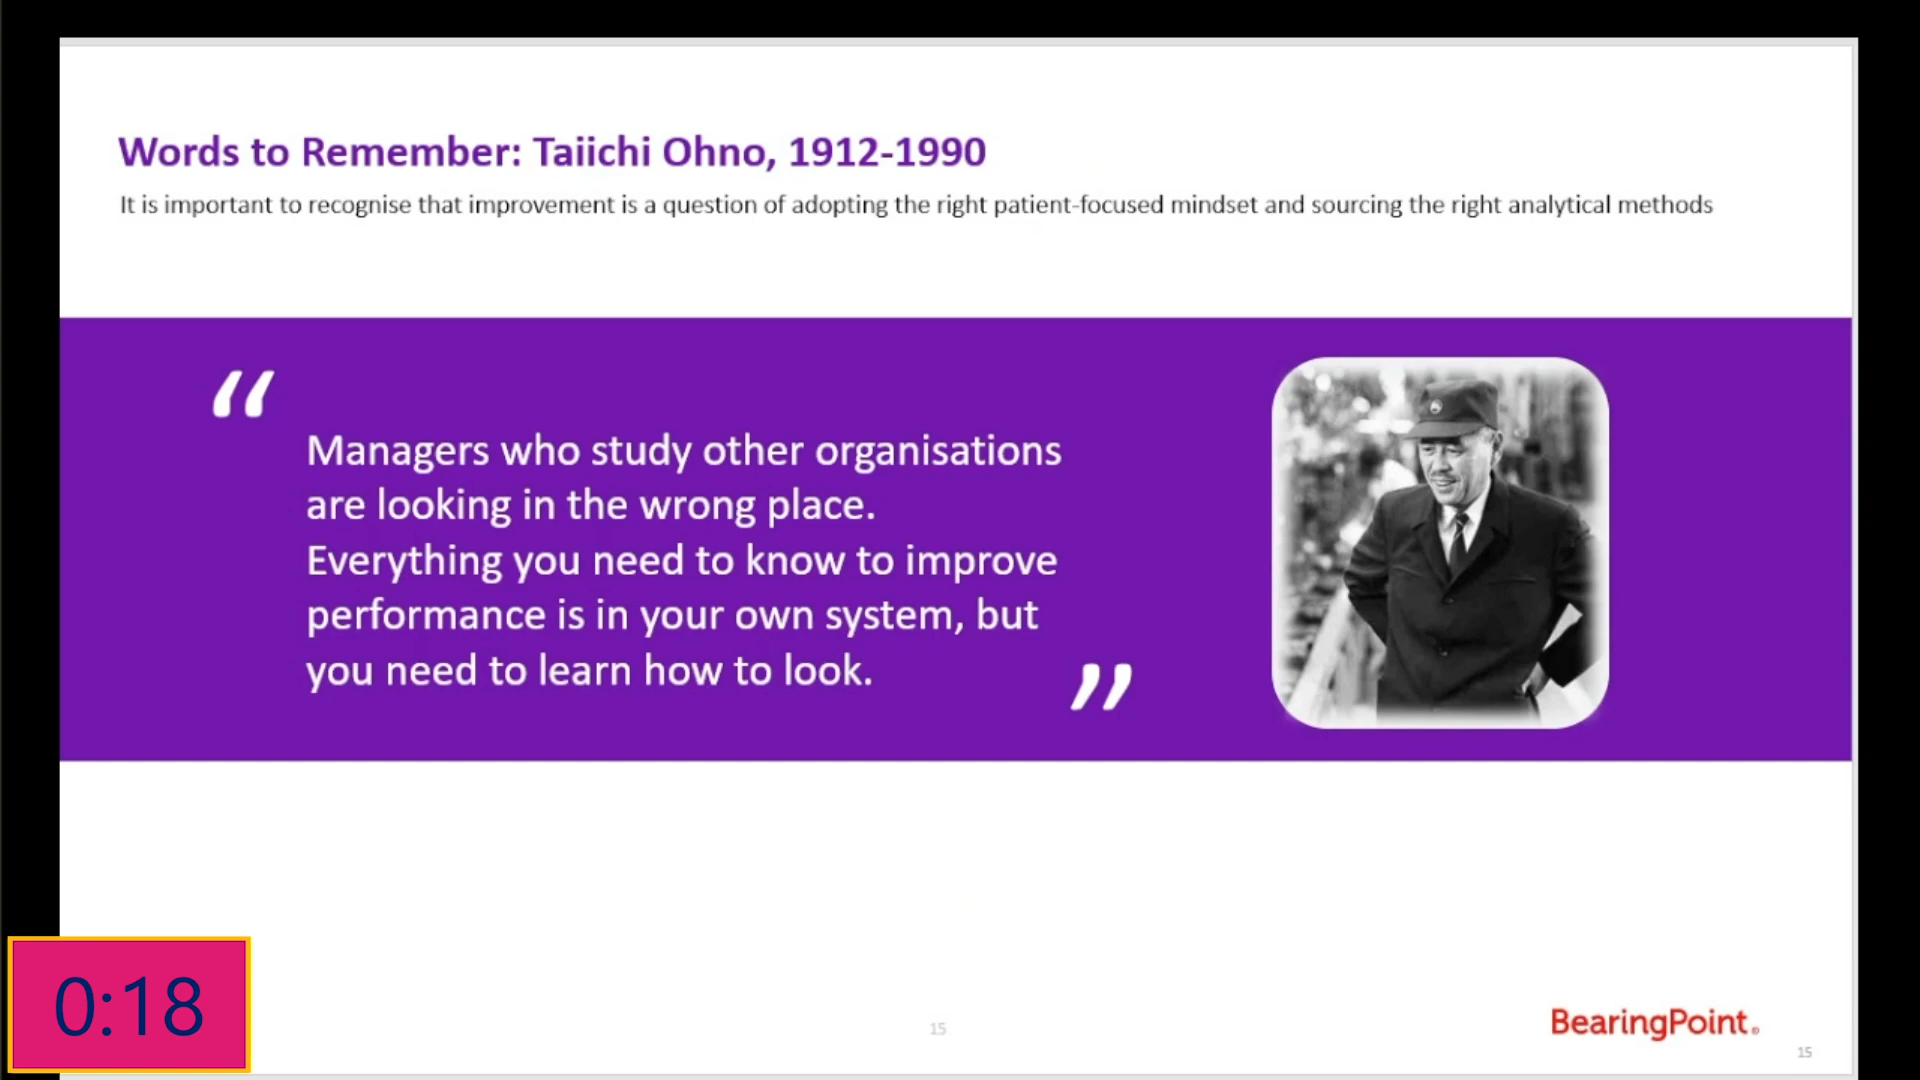 Words to Remember: Taiichi Ohno, 1912-1990
It is important to recognise that improvement is a question of adopting the right patient-focused mindset and sourcing the right analytical methods
“
Managers who study other organisations
are looking in the wrong place.
Everything you need to know to improve
performance is in your own system, but
you need to learn how to look.
”
0:18
15
BearingPoint®
15